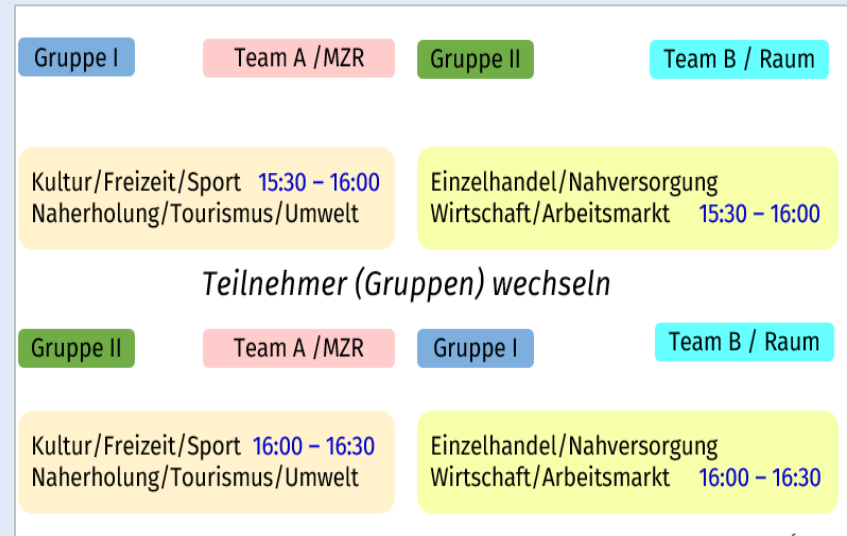 Gruppe I
Team A /MZR
Gruppe II
Team B / Raum
Kultur/Freizeit/Sport 15:30 – 16:00
Naherholung/Tourismus/Umwelt
Einzelhandel/Nahversorgung
Wirtschaft/Arbeitsmarkt 15:30 – 16:00
Teilnehmer (Gruppen) wechseln
Gruppe II
Team A /MZR
Gruppe I
Team B / Raum
Kultur/Freizeit/Sport 16:00 – 16:30
Naherholung/Tourismus/Umwelt
Einzelhandel/Nahversorgung
Wirtschaft/Arbeitsmarkt 16:00 – 16:30